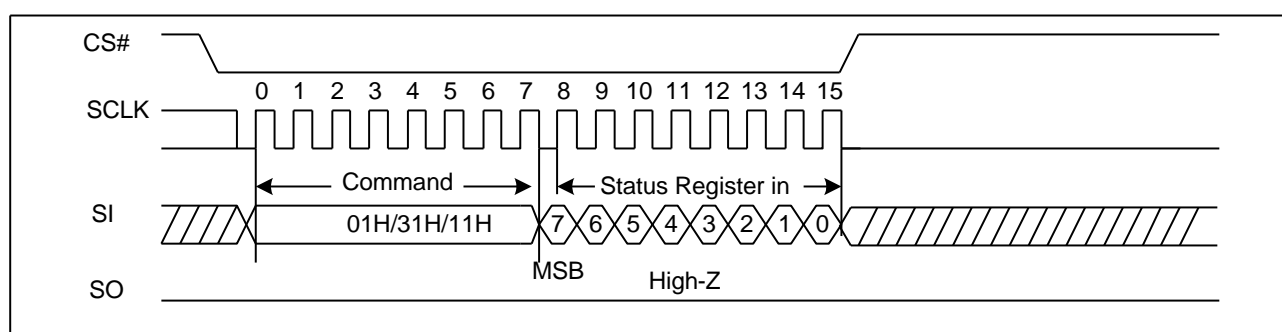 CS#
0 1 2 3 4 5 6 7 8 9 10 11 12 13 14 15
SCLK
Command Status Register in
SI 01H/31H/11H 7 6 5 4 3 2 1 0
MSB High-Z
SO